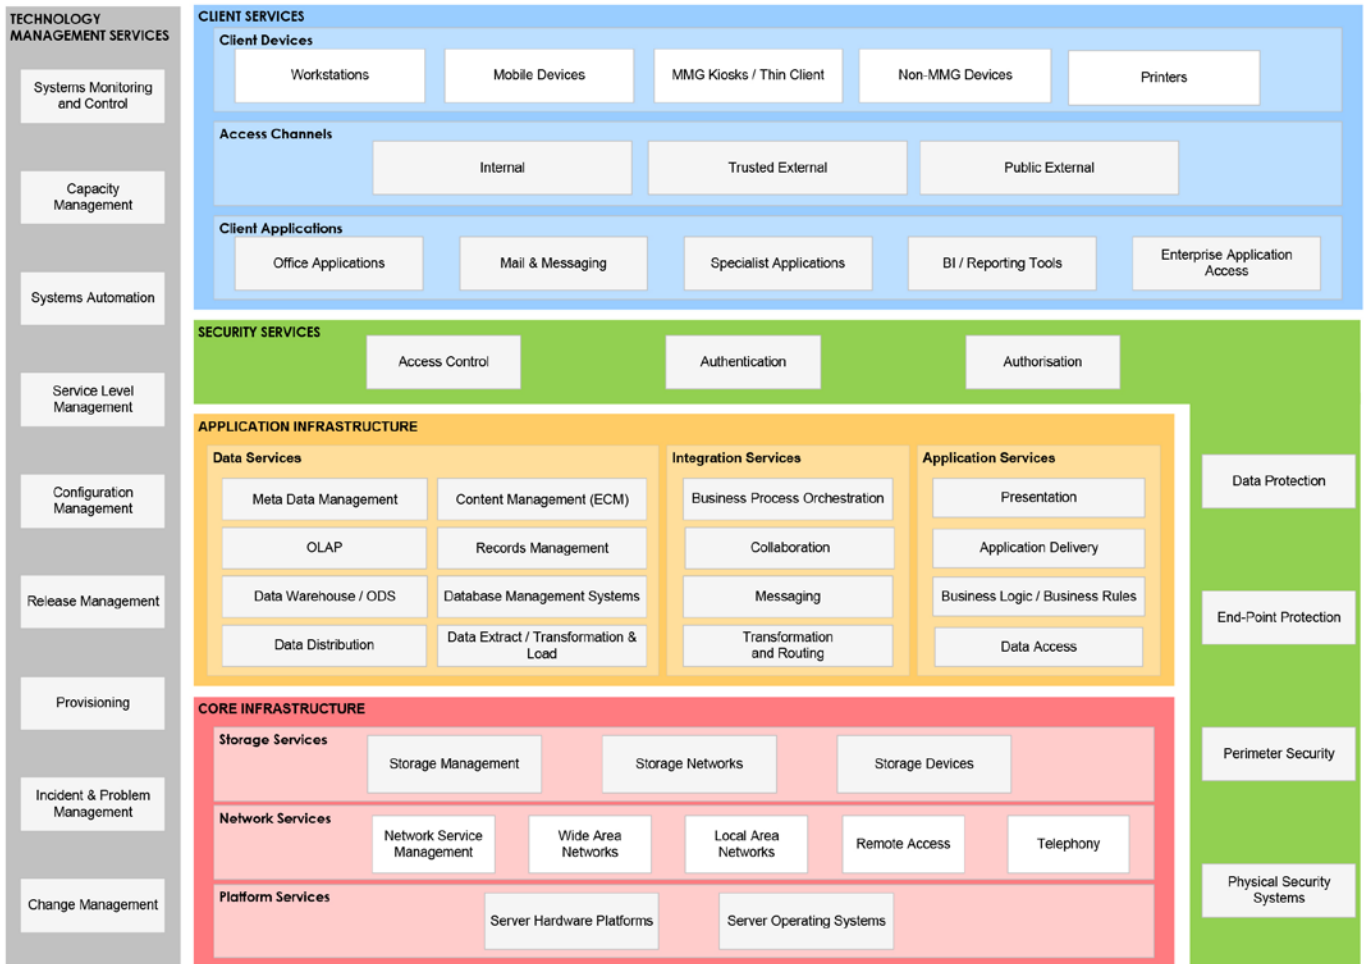 TECHNOLOGY
MANAGEMENT SERVICES
Systems Monitoring
and Control
Capacity
Management
Systems Automation
Service Level
Management
Configuration
Management
Release Management
Provisioning
Incident & Problem
Management
Change Management
CLIENT SERVICES
Client Devices
Workstations
Mobile Devices
MMG Kiosks / Thin Client
Non-MMG Devices
Printers
Access Channels
Internal
Trusted External
Public External
Client Applications
Office Applications
Mail & Messaging
Specialist Applications
BI / Reporting Tools
Enterprise Application
Access
SECURITY SERVICES
Access Control
Authentication
Authorisation
Data Protection
End-Point Protection
Perimeter Security
Physical Security
Systems
APPLICATION INFRASTRUCTURE
Data Services
Meta Data Management
Content Management (ECM)
OLAP
Records Management
Data Warehouse / ODS
Database Management Systems
Data Distribution
Data Extract / Transformation &
Load
Integration Services
Business Process Orchestration
Collaboration
Messaging
Transformation
and Routing
Application Services
Presentation
Application Delivery
Business Logic / Business Rules
Data Access
CORE INFRASTRUCTURE
Storage Services
Storage Management
Storage Networks
Storage Devices
Network Services
Network Service
Management
Wide Area
Networks
Local Area
Networks
Remote Access
Telephony
Platform Services
Server Hardware Platforms
Server Operating Systems